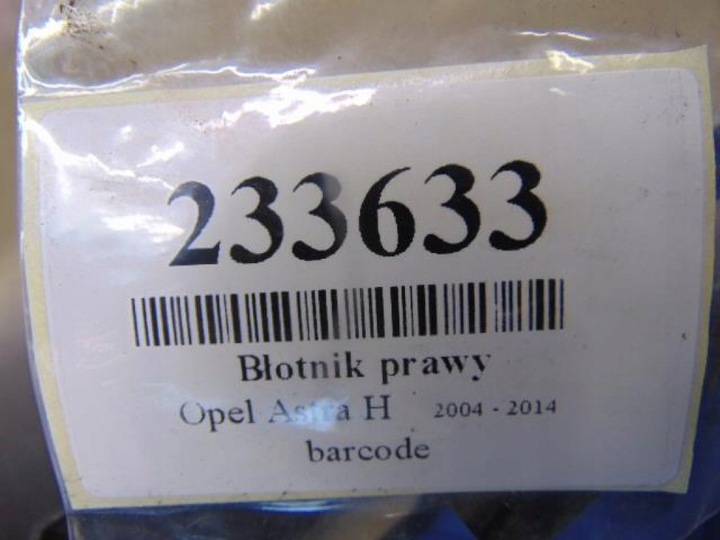 233633
Błotnik prawy
Opel Astra H 2004 - 2014
barcode